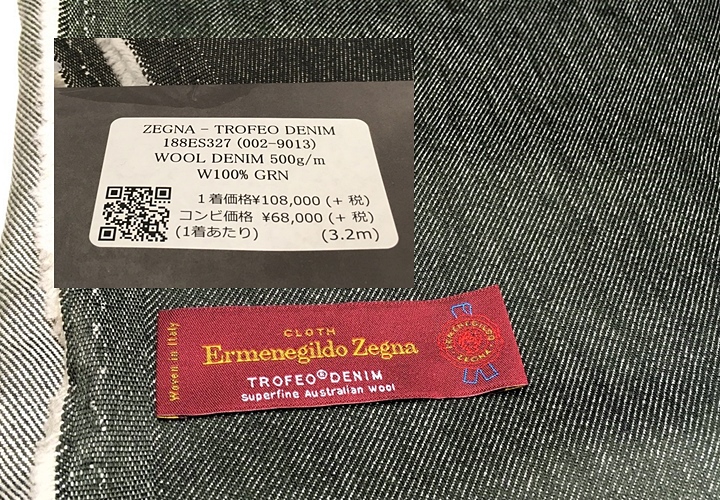 ZEGNA - TROFEO DENIM
188ES327 (002-9013)
WOOL DENIM 500g/m
W100% GRN
1着価格¥108,000 (+ 税)
コンビ価格 ¥68,000 (+ 税)
(1着あたり) (3.2m)
Woven in Italy
CLOTH
Ermenegildo Zegna
TROFEO®DENIM
Superfine Australian Wool
ERMENEGILDO
ZEGNA